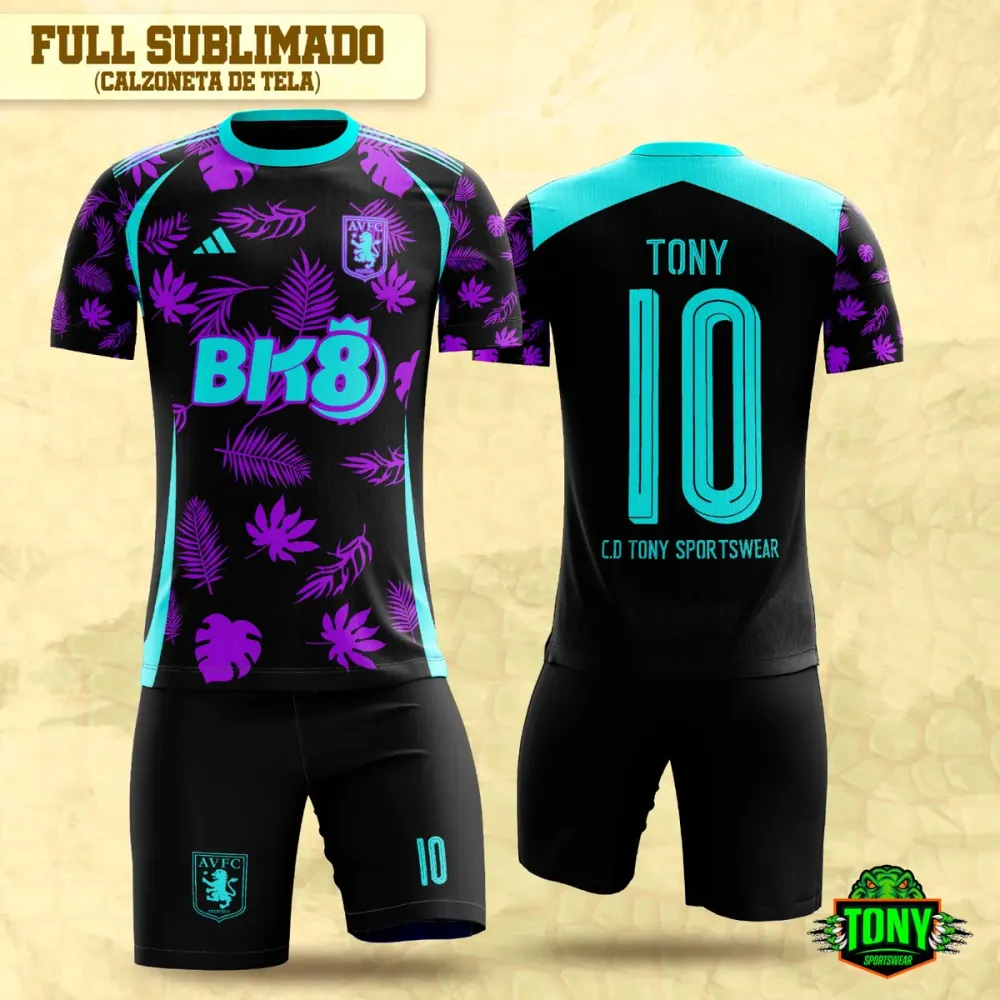 FULL SUBLIMADO
(CALZONETA DE TELA)
AVFC
BK8
TONY
10
C.D TONY SPORTSWEAR
AVFC
10
TONY
SPORTSWEAR